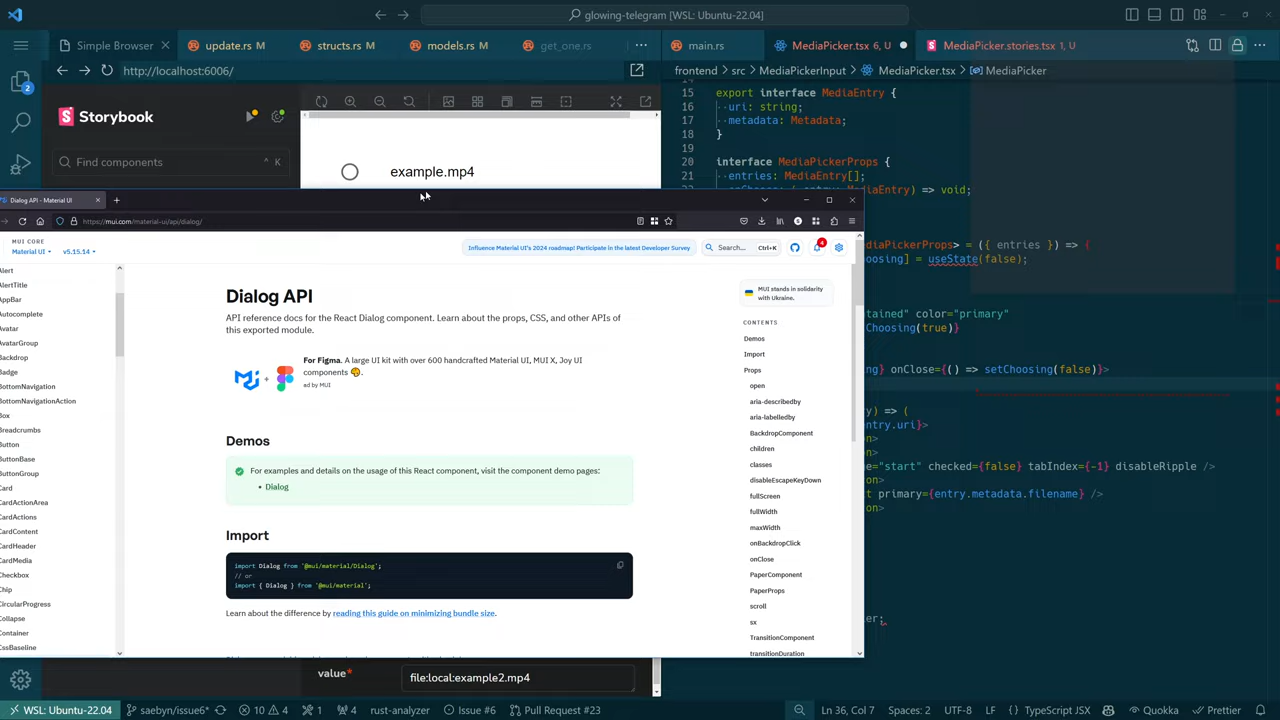 glowing-telegram [WSL: Ubuntu-22.04]
Simple Browser
update.rs M
structs.rs M
models.rs M
get_one.rs
main.rs
MediaPicker.tsx 6, U
MediaPicker.stories.tsx 1, U
http://localhost:6006/
frontend > src > MediaPickerInput > MediaPicker.tsx > MediaPicker
2
Storybook
Find components
^ K
example.mp4
15 export interface MediaEntry {
16 uri: string;
17 metadata: Metadata;
18 }
19
20 interface MediaPickerProps {
21 entries: MediaEntry[];
Dialog API - Material UI
https://mui.com/material-ui/api/dialog/
MUI CORE
Material UI
v5.15.14
Influence Material UI's 2024 roadmap! Participate in the latest Developer Survey
Search...
Ctrl+K
4
Alert
AlertTitle
AppBar
Autocomplete
Avatar
AvatarGroup
Backdrop
Badge
BottomNavigation
BottomNavigationAction
Box
Breadcrumbs
Button
ButtonBase
ButtonGroup
Card
CardActionArea
CardActions
CardContent
CardHeader
CardMedia
Checkbox
Chip
CircularProgress
Collapse
Container
CssBaseline
Dialog API
API reference docs for the React Dialog component. Learn about the props, CSS, and other APIs of
this exported module.
For Figma. A large UI kit with over 600 handcrafted Material UI, MUI X, Joy UI
components 🎨.
ad by MUI
Demos
For examples and details on the usage of this React component, visit the component demo pages:
• Dialog
Import
import Dialog from '@mui/material/Dialog';
// or
import { Dialog } from '@mui/material';
Learn about the difference by reading this guide on minimizing bundle size.
MUI stands in solidarity
with Ukraine.
CONTENTS
Demos
Import
Props
open
aria-describedby
aria-labelledby
BackdropComponent
children
classes
disableEscapeKeyDown
fullScreen
fullWidth
maxWidth
onBackdropClick
onClose
PaperComponent
PaperProps
scroll
sx
TransitionComponent
transitionDuration
MediaEntry) => void;
ediaPickerProps> = ({ entries }) => {
osing] = useState(false);
tained" color="primary"
Choosing(true)}
} onClose={() => setChoosing(false)}>
y) => (
entry.uri}>
n>
e="start" checked={false} tabIndex={-1} disableRipple />
on>
t primary={entry.metadata.filename} />
on>
er;
value*
file:local:example2.mp4
WSL: Ubuntu-22.04
saebyn/issue6*
10
4
1
4
rust-analyzer
Issue #6
Pull Request #23
Ln 36, Col 7
Spaces: 2
UTF-8
LF
TypeScript JSX
Quokka
Prettier